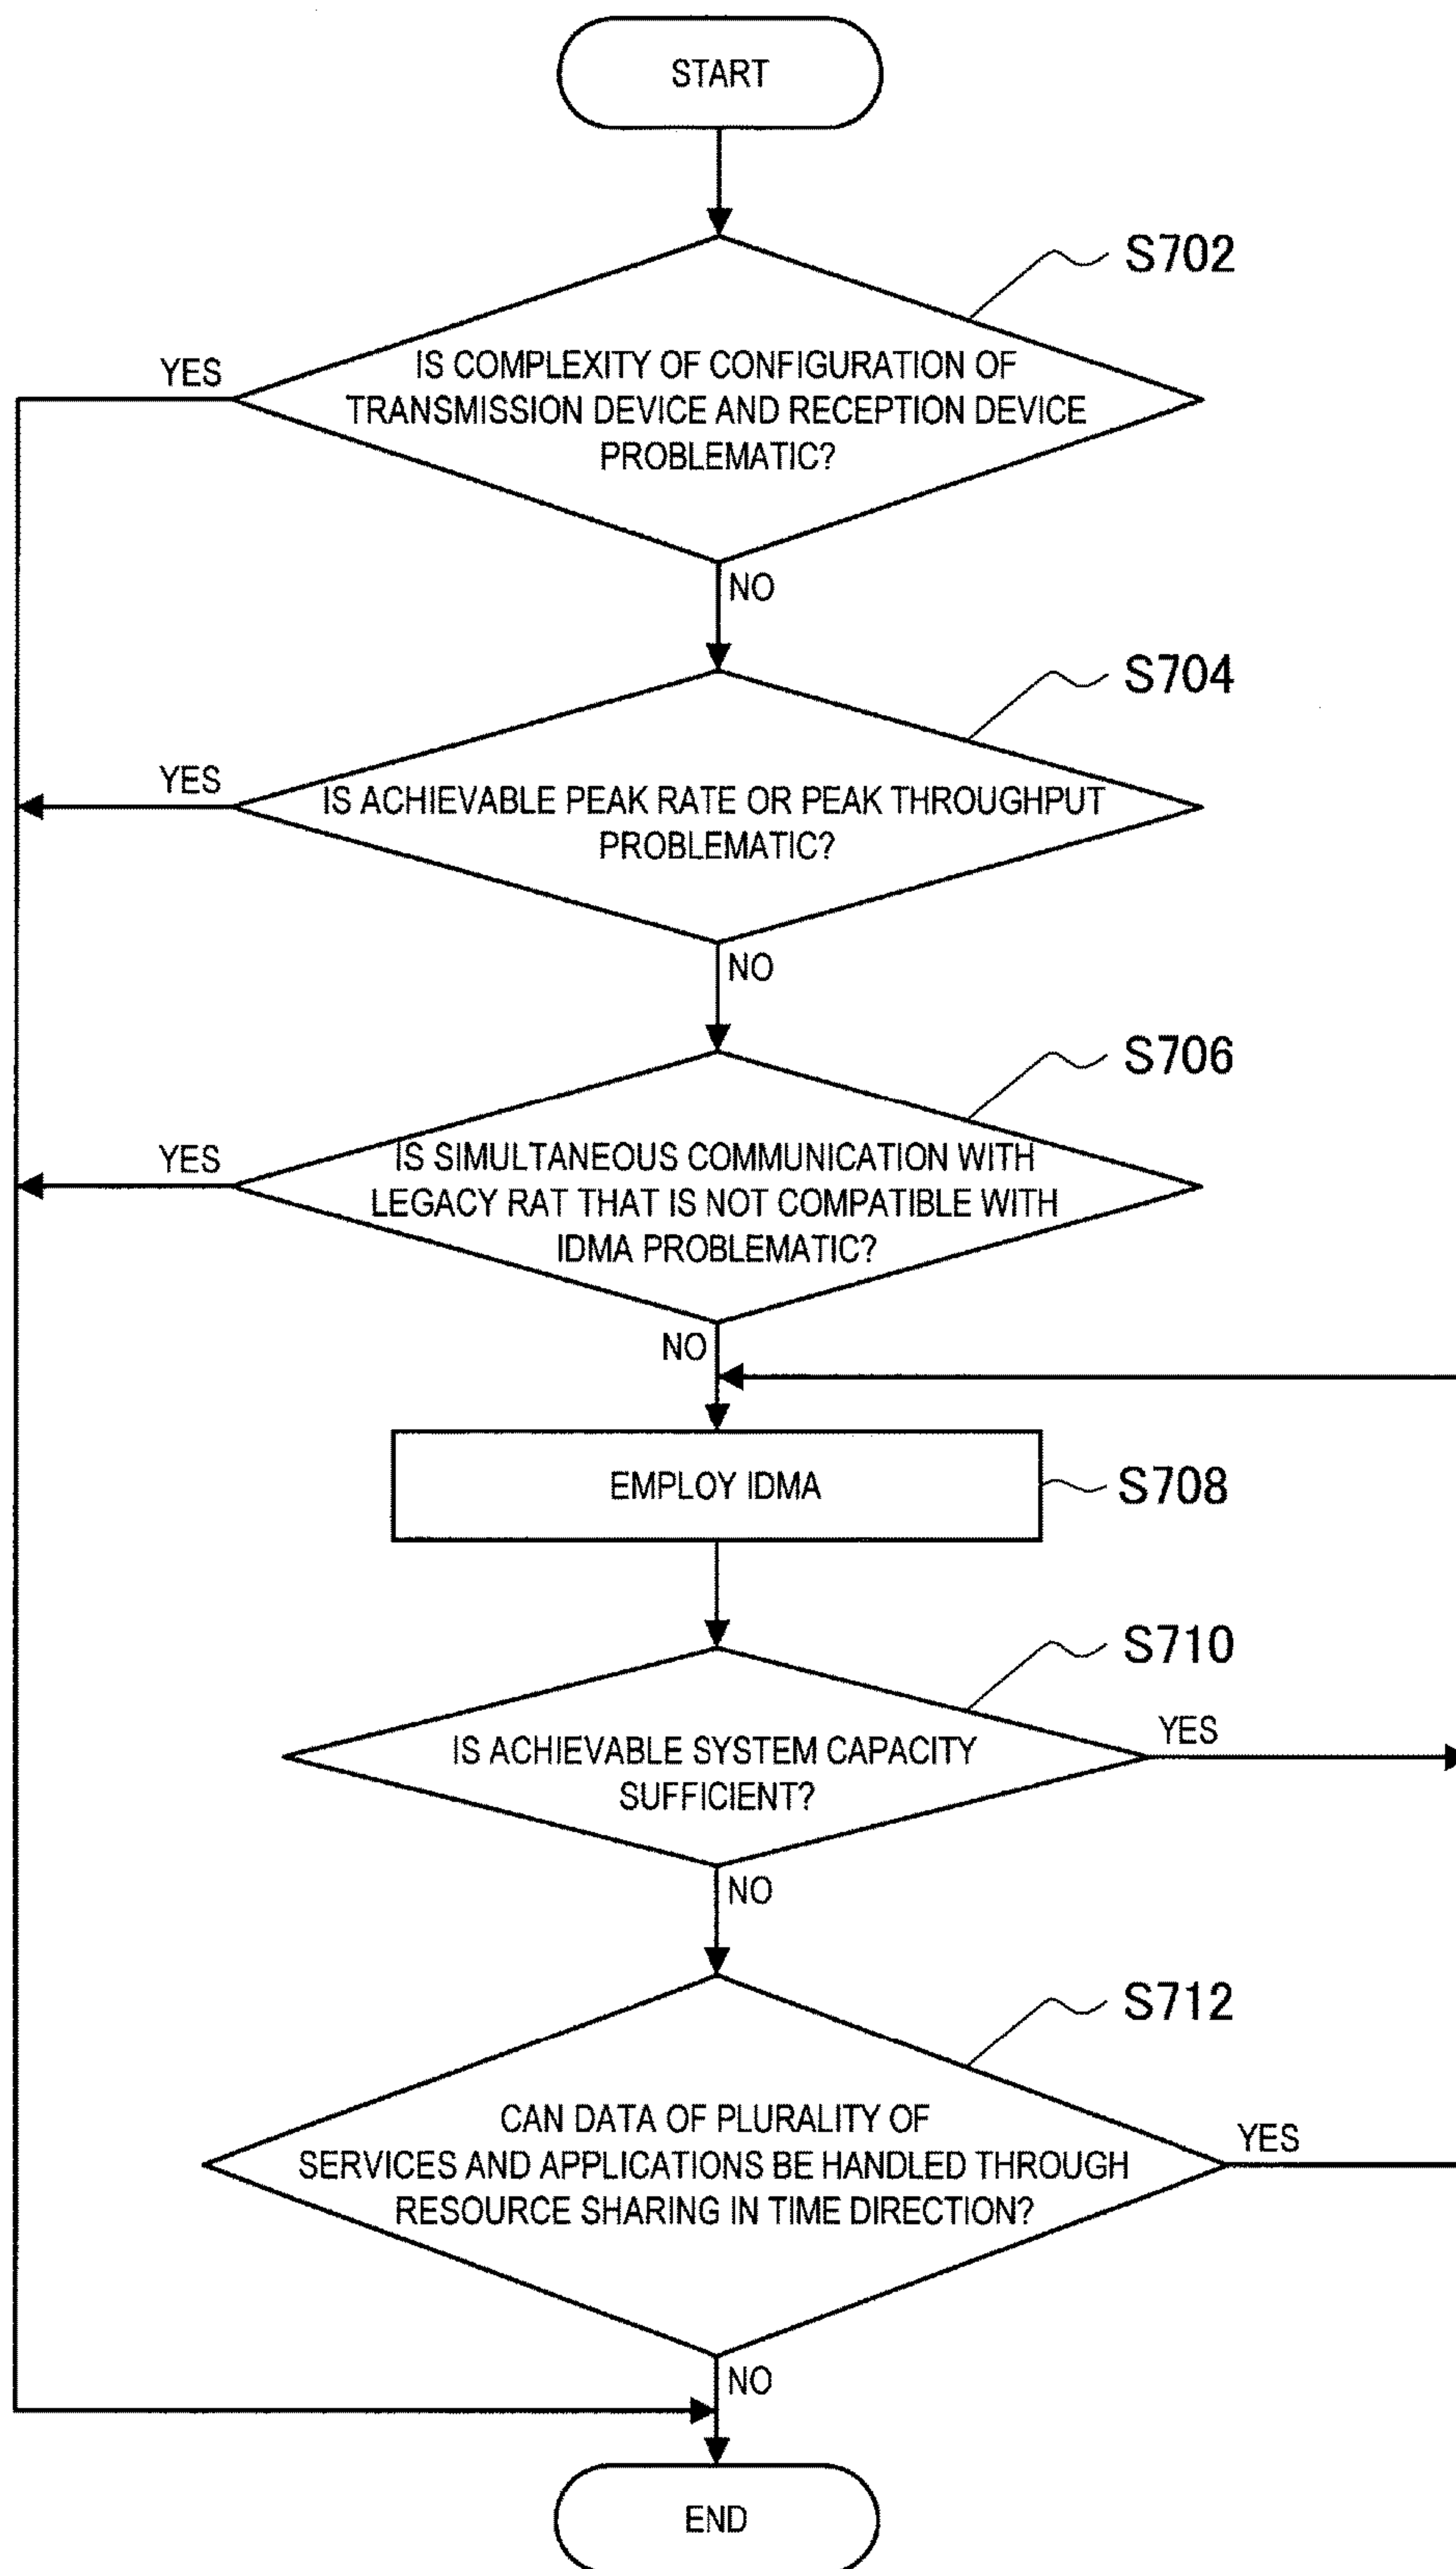 START
S702
YES
IS COMPLEXITY OF CONFIGURATION OF
TRANSMISSION DEVICE AND RECEPTION DEVICE
PROBLEMATIC?
NO
S704
YES
IS ACHIEVABLE PEAK RATE OR PEAK THROUGHPUT
PROBLEMATIC?
NO
S706
YES
IS SIMULTANEOUS COMMUNICATION WITH
LEGACY RAT THAT IS NOT COMPATIBLE WITH
IDMA PROBLEMATIC?
NO
EMPLOY IDMA
S708
S710
YES
IS ACHIEVABLE SYSTEM CAPACITY
SUFFICIENT?
NO
S712
CAN DATA OF PLURALITY OF
YES
SERVICES AND APPLICATIONS BE HANDLED THROUGH
RESOURCE SHARING IN TIME DIRECTION?
NO
END